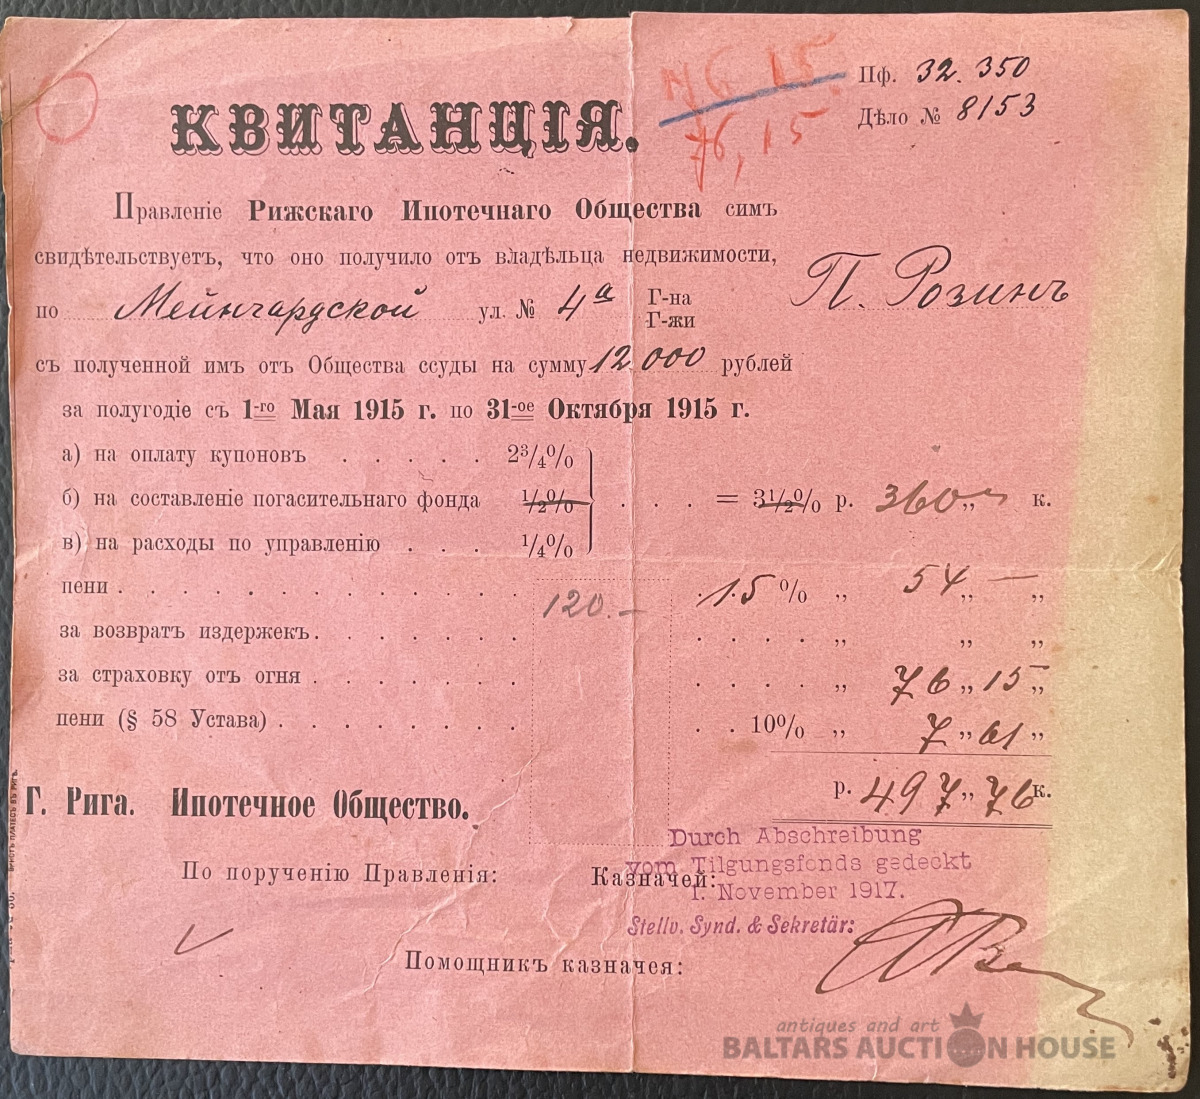 Пф. 32.350
76,15
76,15
Дѣло № 8153
КВИТАНЦІЯ.
Правленіе Рижскаго Ипотечнаго Общества симъ
свидѣтельствуетъ, что оно получило отъ владѣльца недвижимости,
по Мейнгардской ул. № 4а Г-на Г-жи П. Розинъ
съ полученной имъ отъ Общества ссуды на сумму 12.000 рублей
за полугодіе съ 1-го Мая 1915 г. по 31-ое Октября 1915 г.
а) на оплату купоновъ . . . . . 2³/₄%
б) на составленіе погасительнаго фонда ¹/₂% . . . = 3¹/₂% р. 360 „ к.
в) на расходы по управленію . . . ¹/₄%
пени . . . . . . . . . . . . . 15% „ 54 „ — „
120.—
за возвратъ издержекъ. . . . . . . . . . . „ „ „
за страховку отъ огня . . . . . . . . . . . „ 76 „ 15 „
пени (§ 58 Устава) . . . . . . . . . 10% „ 7 „ 61 „
р. 497 „ 76 к.
Г. Рига. Ипотечное Общество.
Durch Abschreibung
vom Tilgungsfonds gedeckt
1. November 1917.
По порученію Правленія: Казначей:
Stellv. Synd. & Sekretär:
Помощникъ казначея:
antiques and art
BALTARS AUCTION HOUSE